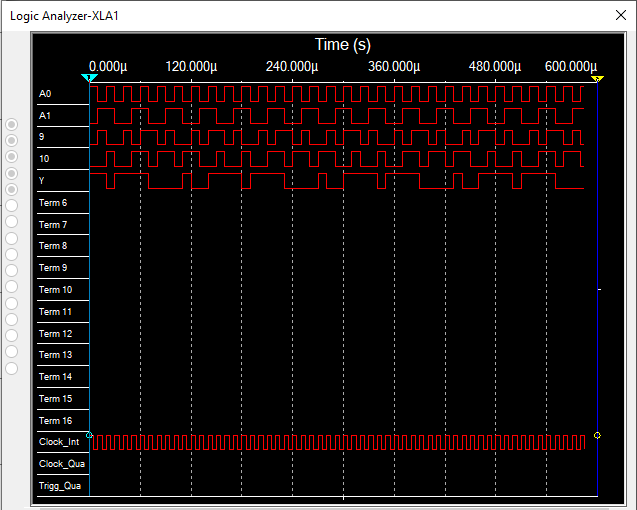 Logic Analyzer-XLA1
Time (s)
0.000µ 120.000µ 240.000µ 360.000µ 480.000µ 600.000µ
A0
A1
9
10
Y
Term 6
Term 7
Term 8
Term 9
Term 10
Term 11
Term 12
Term 13
Term 14
Term 15
Term 16
Clock_Int
Clock_Qua
Trigg_Qua